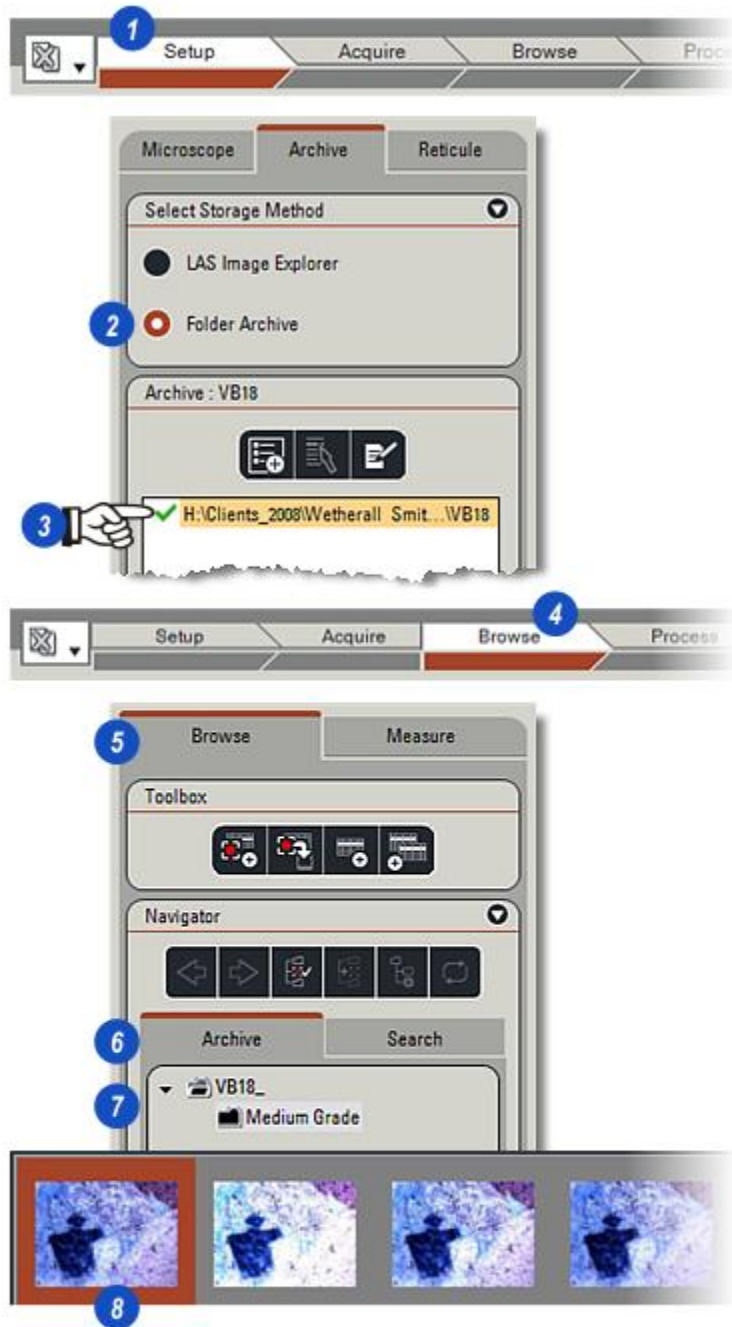 1
Setup Acquire Browse Proc
Microscope Archive Reticule
Select Storage Method
LAS Image Explorer
2 Folder Archive
Archive : VB18
3 H:\Clients_2008\Wetherall Smit...\VB18
4
Setup Acquire Browse Process
5 Browse Measure
Toolbox
Navigator
6 Archive Search
7 VB18_
Medium Grade
8